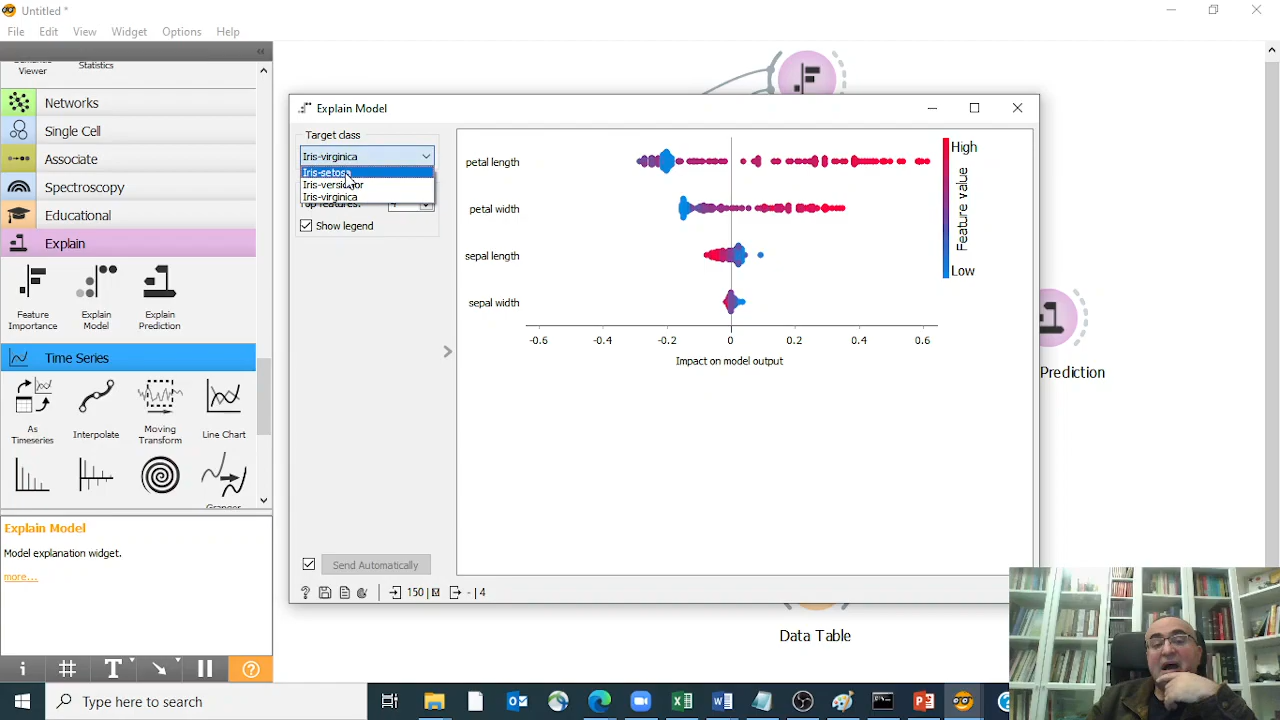 Untitled *
File Edit View Widget Options Help
Viewer
Statistics
Networks
Single Cell
Associate
Spectroscopy
Educational
Explain
Feature Importance
Explain Model
Explain Prediction
Time Series
As Timeseries
Interpolate
Moving Transform
Line Chart
Explain Model
Model explanation widget.
more...
Explain Model
Target class
Iris-virginica
Iris-setosa
Iris-virginica
Show legend
Send Automatically
150
- | 4
petal length
petal width
sepal length
sepal width
-0.6 -0.4 -0.2 0 0.2 0.4 0.6
Impact on model output
High
Feature value
Low
Prediction
Data Table
Type here to search